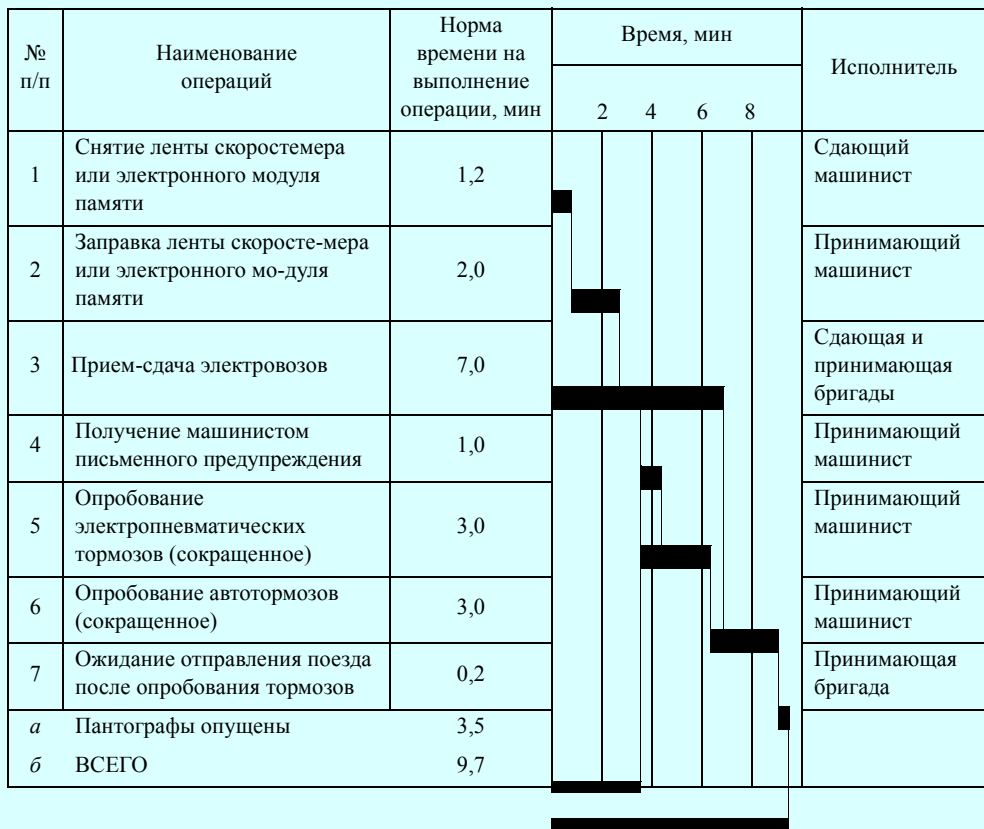 №
п/п
Наименование
операций
Норма
времени на
выполнение
операции, мин
Время, мин
2 4 6 8
Исполнитель
1
Снятие ленты скоростемера
или электронного модуля
памяти
1,2
Сдающий
машинист
2
Заправка ленты скоросте-мера
или электронного мо-дуля
памяти
2,0
Принимающий
машинист
3
Прием-сдача электровозов
7,0
Сдающая и
принимающая
бригады
4
Получение машинистом
письменного предупреждения
1,0
Принимающий
машинист
5
Опробование
электропневматических
тормозов (сокращенное)
3,0
Принимающий
машинист
6
Опробование автотормозов
(сокращенное)
3,0
Принимающий
машинист
7
Ожидание отправления поезда
после опробования тормозов
0,2
Принимающая
бригада
а Пантографы опущены 3,5
б ВСЕГО 9,7